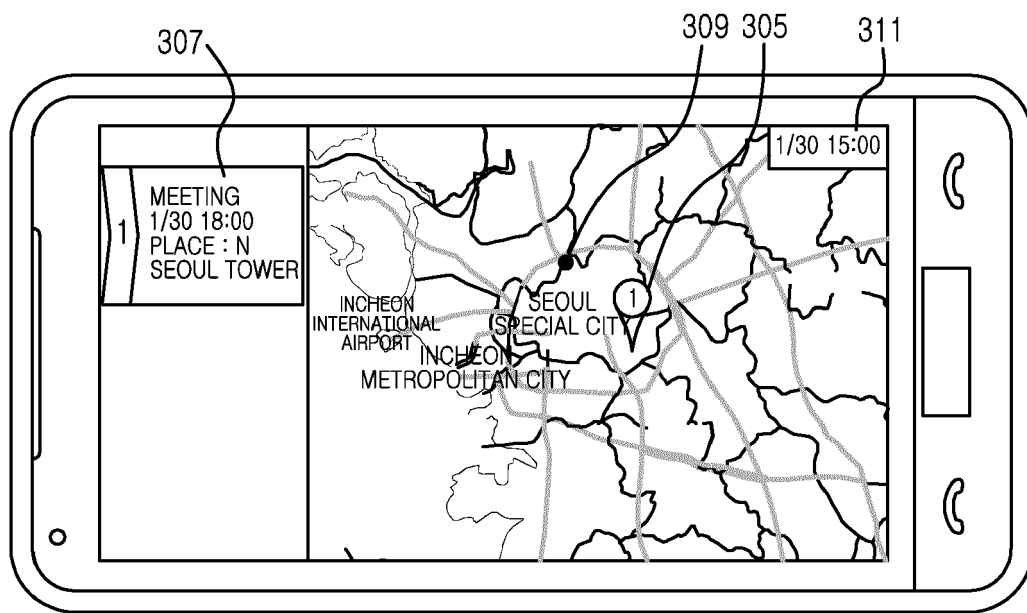 307
309 305
311
1
MEETING
1/30 18:00
PLACE : N
SEOUL TOWER
1/30 15:00
1
SEOUL
SPECIAL CITY
INCHEON
INTERNATIONAL
AIRPORT
INCHEON
METROPOLITAN CITY